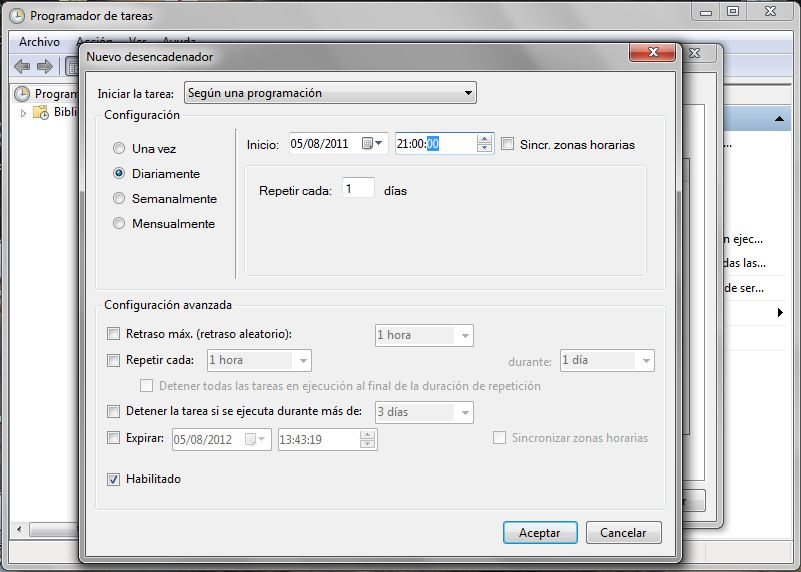 Programador de tareas
Archivo Acción Ver Ayuda
Nuevo desencadenador
Program
Bibli
Iniciar la tarea: Según una programación
Configuración
Una vez
Diariamente
Semanalmente
Mensualmente
Inicio: 05/08/2011 21:00:00 Sincr. zonas horarias
Repetir cada: 1 días
n ejec...
das las...
de ser...
Configuración avanzada
Retraso máx. (retraso aleatorio): 1 hora
Repetir cada: 1 hora durante: 1 día
Detener todas las tareas en ejecución al final de la duración de repetición
Detener la tarea si se ejecuta durante más de: 3 días
Expirar: 05/08/2012 13:43:19 Sincronizar zonas horarias
Habilitado
Aceptar Cancelar